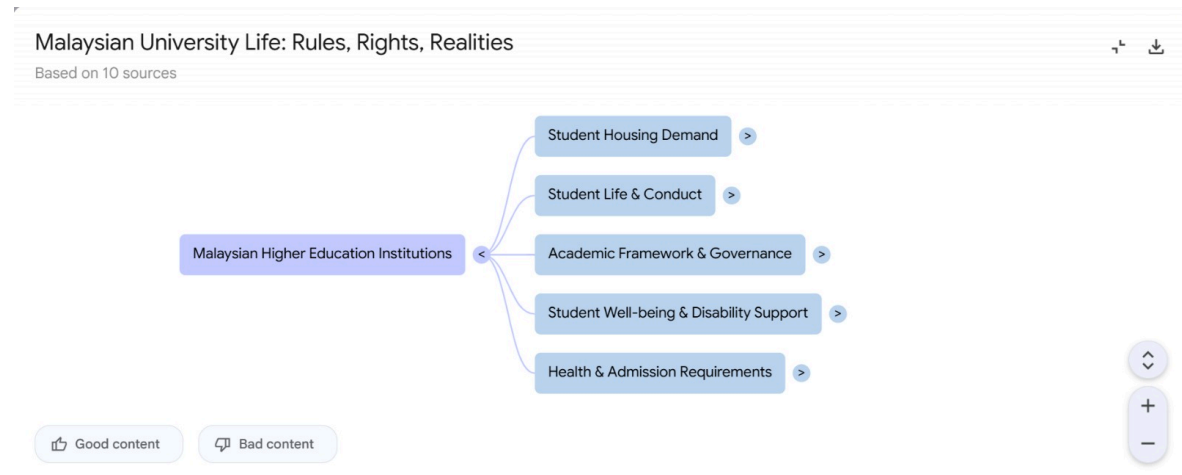 Malaysian University Life: Rules, Rights, Realities
Based on 10 sources
Student Housing Demand >
Student Life & Conduct >
Malaysian Higher Education Institutions <
Academic Framework & Governance >
Student Well-being & Disability Support >
Health & Admission Requirements >
Good content
Bad content